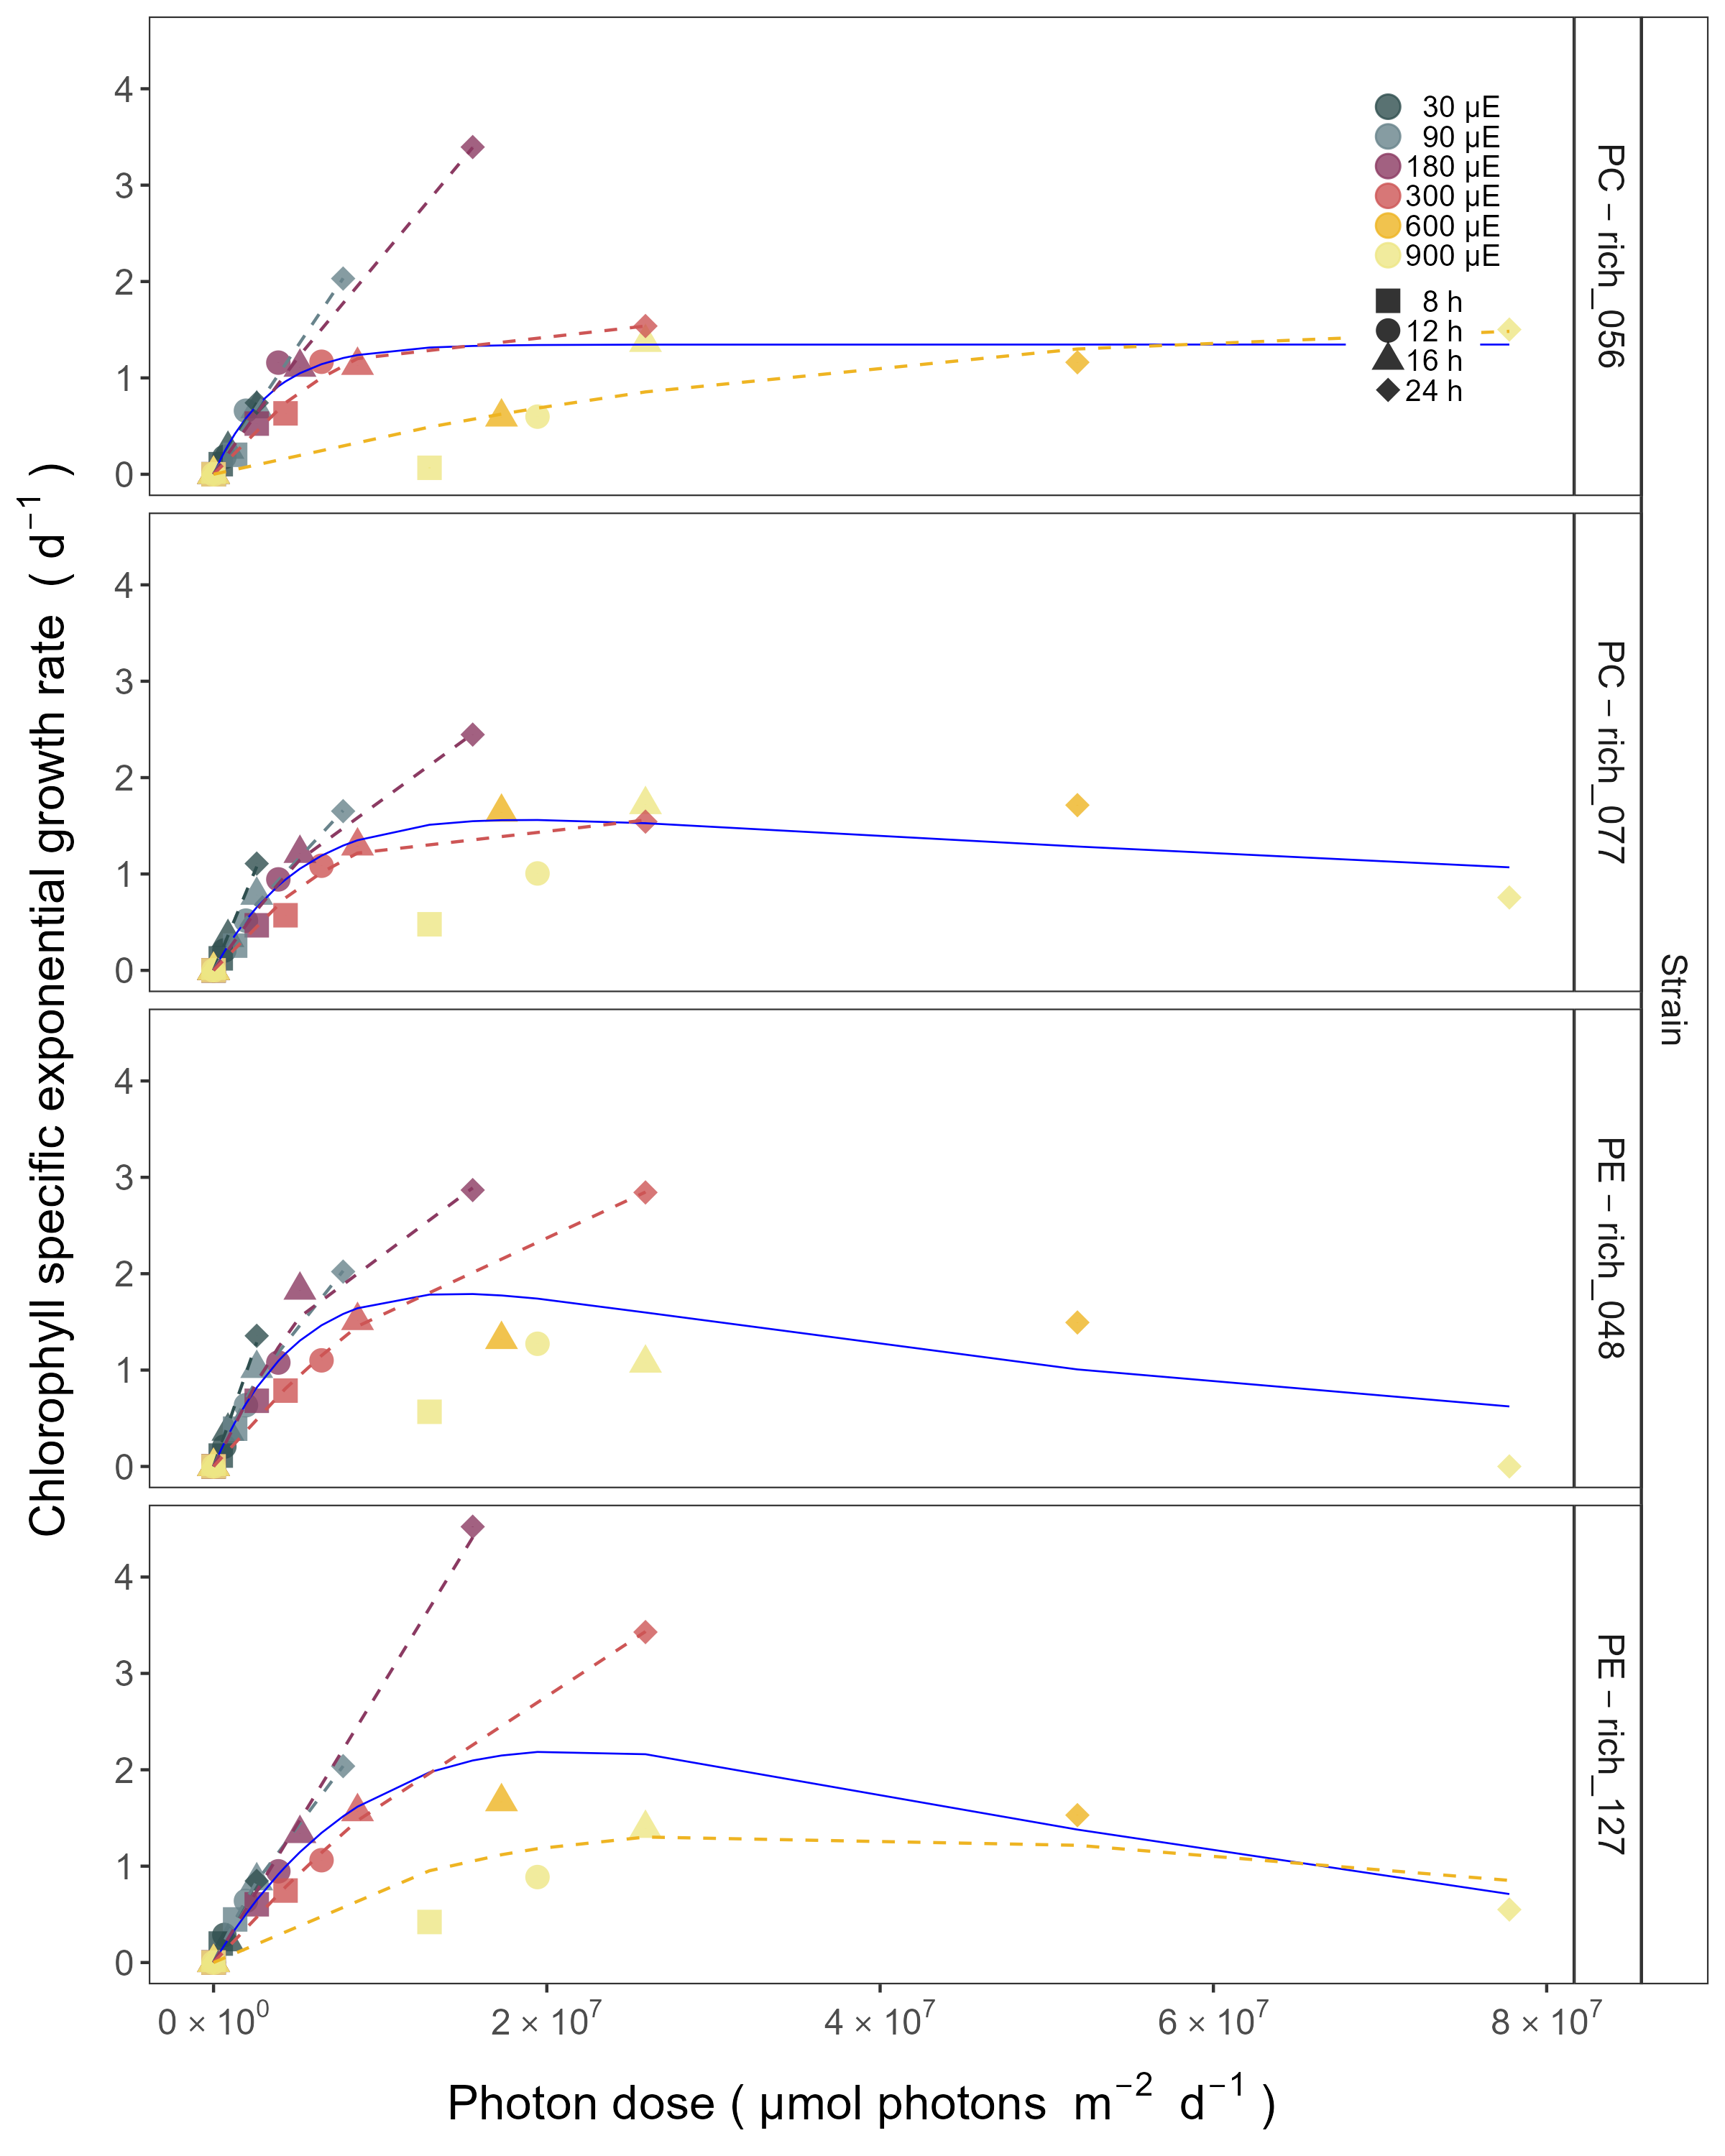 Chlorophyll specific exponential growth rate ( d⁻¹ )
4
3
2
1
0
30 µE
90 µE
180 µE
300 µE
600 µE
900 µE
8 h
12 h
16 h
24 h
PC − rich_056
4
3
2
1
0
PC − rich_077
4
3
2
1
0
PE − rich_048
4
3
2
1
0
PE − rich_127
Strain
0 × 10⁰
2 × 10⁷
4 × 10⁷
6 × 10⁷
8 × 10⁷
Photon dose ( µmol photons m⁻² d⁻¹ )